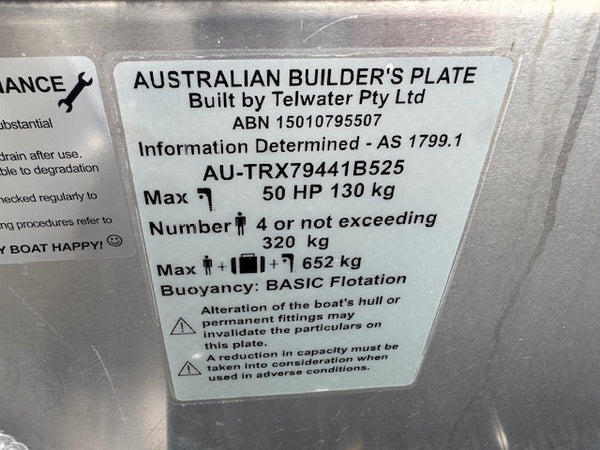 NANCE
ubstantial
drain after use.
ble to degradation
hecked regularly to
ng procedures refer to
Y BOAT HAPPY!
AUSTRALIAN BUILDER'S PLATE
Built by Telwater Pty Ltd
ABN 15010795507
Information Determined - AS 1799.1
AU-TRX79441B525
Max 50 HP 130 kg
Number 4 or not exceeding
320 kg
Max + + 652 kg
Buoyancy: BASIC Flotation
Alteration of the boat's hull or
permanent fittings may
invalidate the particulars on
this plate.
A reduction in capacity must be
taken into consideration when
used in adverse conditions.